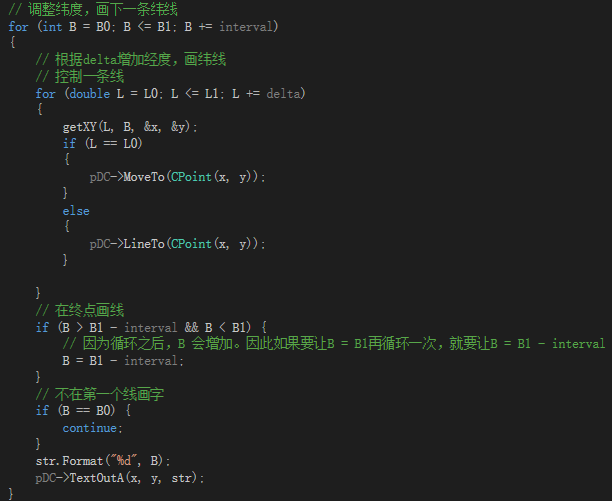 // 调整纬度，画下一条纬线
for (int B = B0; B <= B1; B += interval)
{
    // 根据delta增加经度，画纬线
    // 控制一条线
    for (double L = L0; L <= L1; L += delta)
    {
        getXY(L, B, &x, &y);
        if (L == L0)
        {
            pDC->MoveTo(CPoint(x, y));
        }
        else
        {
            pDC->LineTo(CPoint(x, y));
        }

    }
    // 在终点画线
    if (B > B1 - interval && B < B1) {
        // 因为循环之后，B 会增加。因此如果要让B = B1再循环一次，就要让B = B1 - interval
        B = B1 - interval;
    }
    // 不在第一个线画字
    if (B == B0) {
        continue;
    }
    str.Format("%d", B);
    pDC->TextOutA(x, y, str);
}